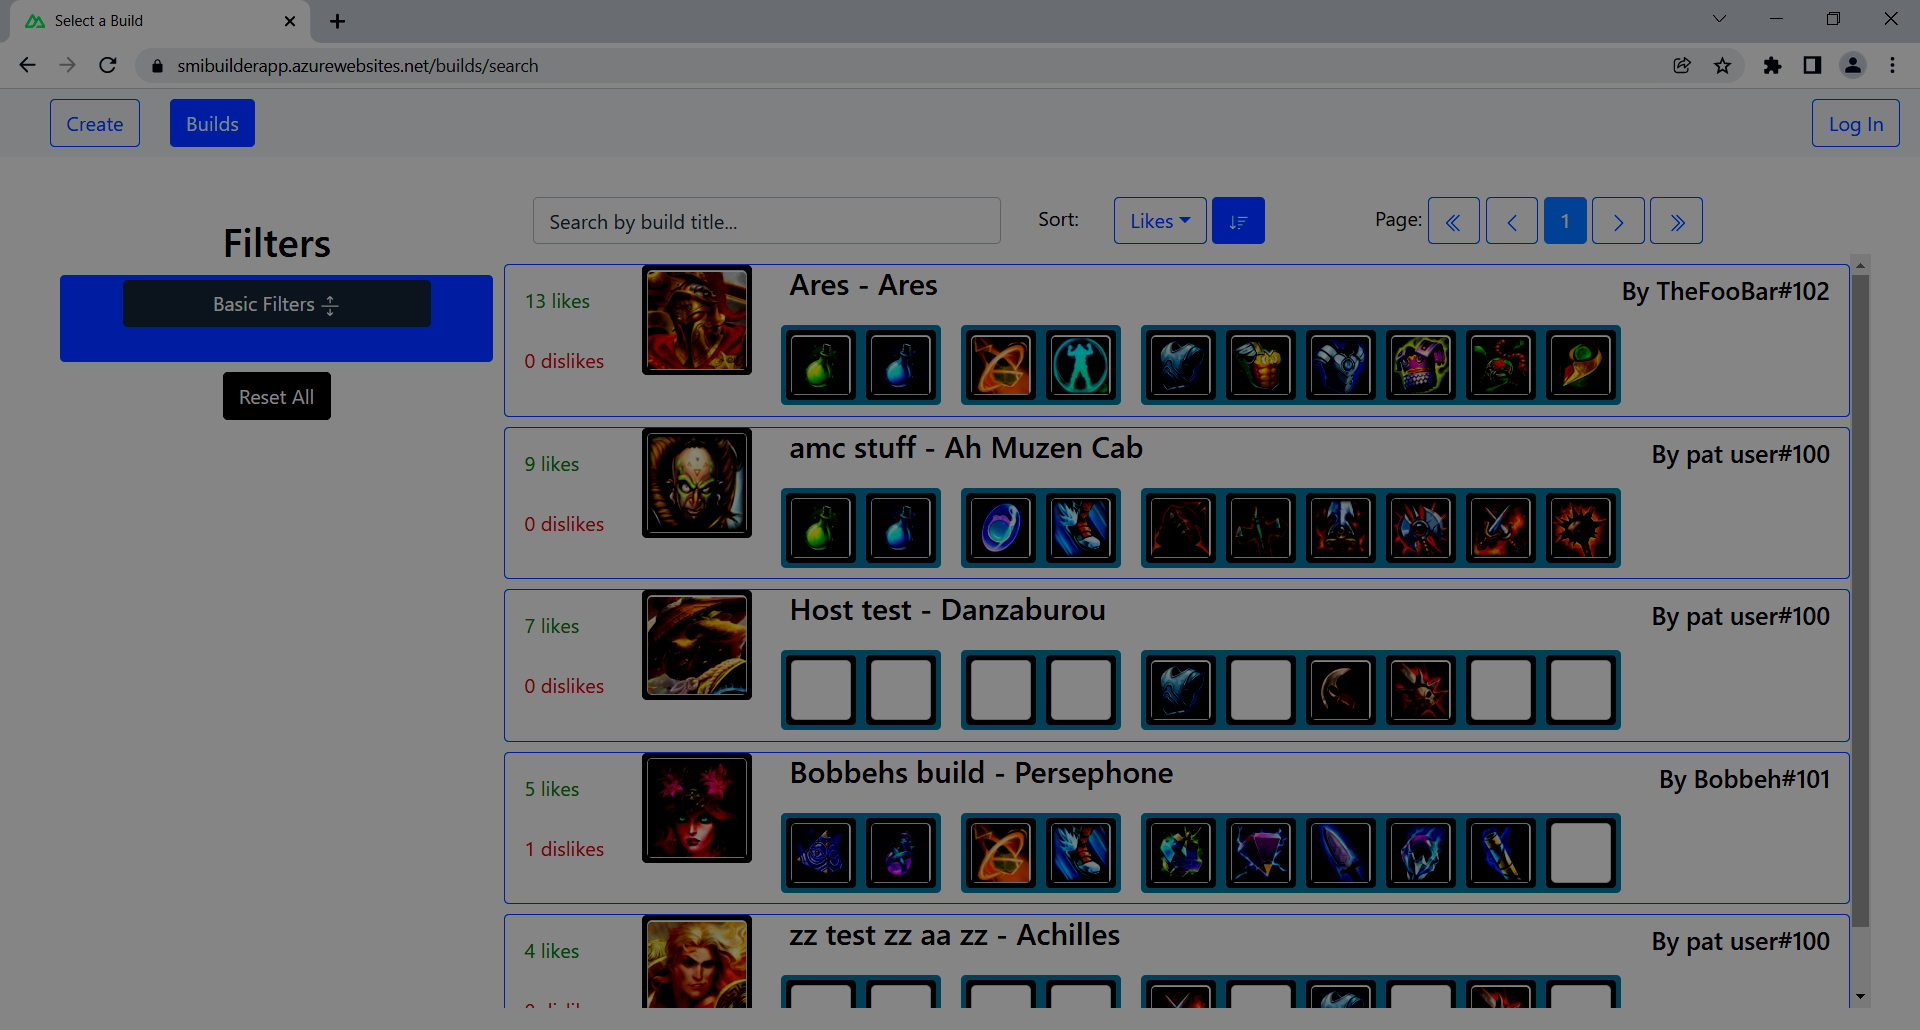 Select a Build
smibuilderapp.azurewebsites.net/builds/search
Create
Builds
Log In
Search by build title...
Sort:
Likes
Page:
1
Filters
Basic Filters
Reset All
13 likes
0 dislikes
Ares - Ares
By TheFooBar#102
9 likes
0 dislikes
amc stuff - Ah Muzen Cab
By pat user#100
7 likes
0 dislikes
Host test - Danzaburou
By pat user#100
5 likes
1 dislikes
Bobbehs build - Persephone
By Bobbeh#101
4 likes
zz test zz aa zz - Achilles
By pat user#100